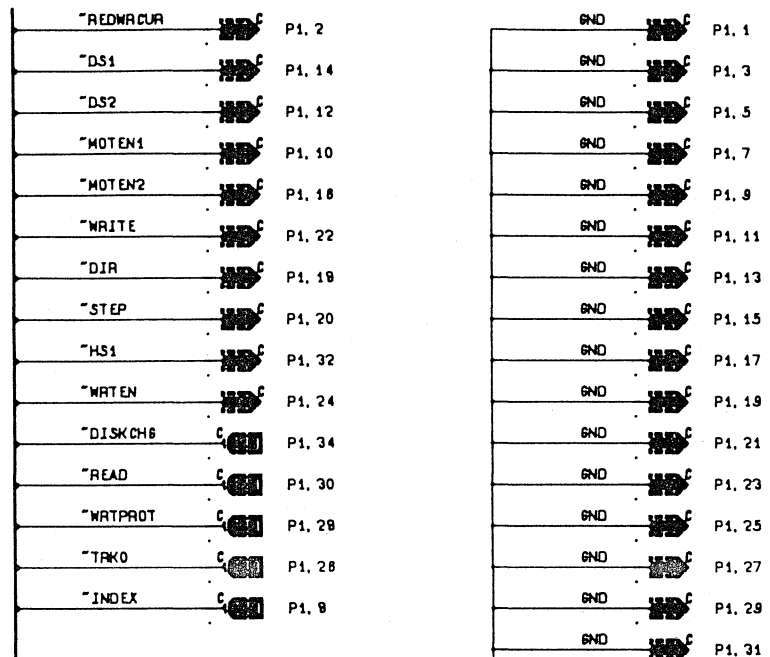 ~REDWRCUR C P1, 2 GND C P1, 1
~DS1 C P1, 14 GND C P1, 3
~DS2 C P1, 12 GND C P1, 5
~MOTEN1 C P1, 10 GND C P1, 7
~MOTEN2 C P1, 16 GND C P1, 9
~WRITE C P1, 22 GND C P1, 11
~DIR C P1, 18 GND C P1, 13
~STEP C P1, 20 GND C P1, 15
~HS1 C P1, 32 GND C P1, 17
~WRTEN C P1, 24 GND C P1, 19
~DISKCHG C P1, 34 GND C P1, 21
~READ C P1, 30 GND C P1, 23
~WRTPROT C P1, 28 GND C P1, 25
~TRK0 C P1, 26 GND C P1, 27
~INDEX C P1, 8 GND C P1, 29
GND C P1, 31